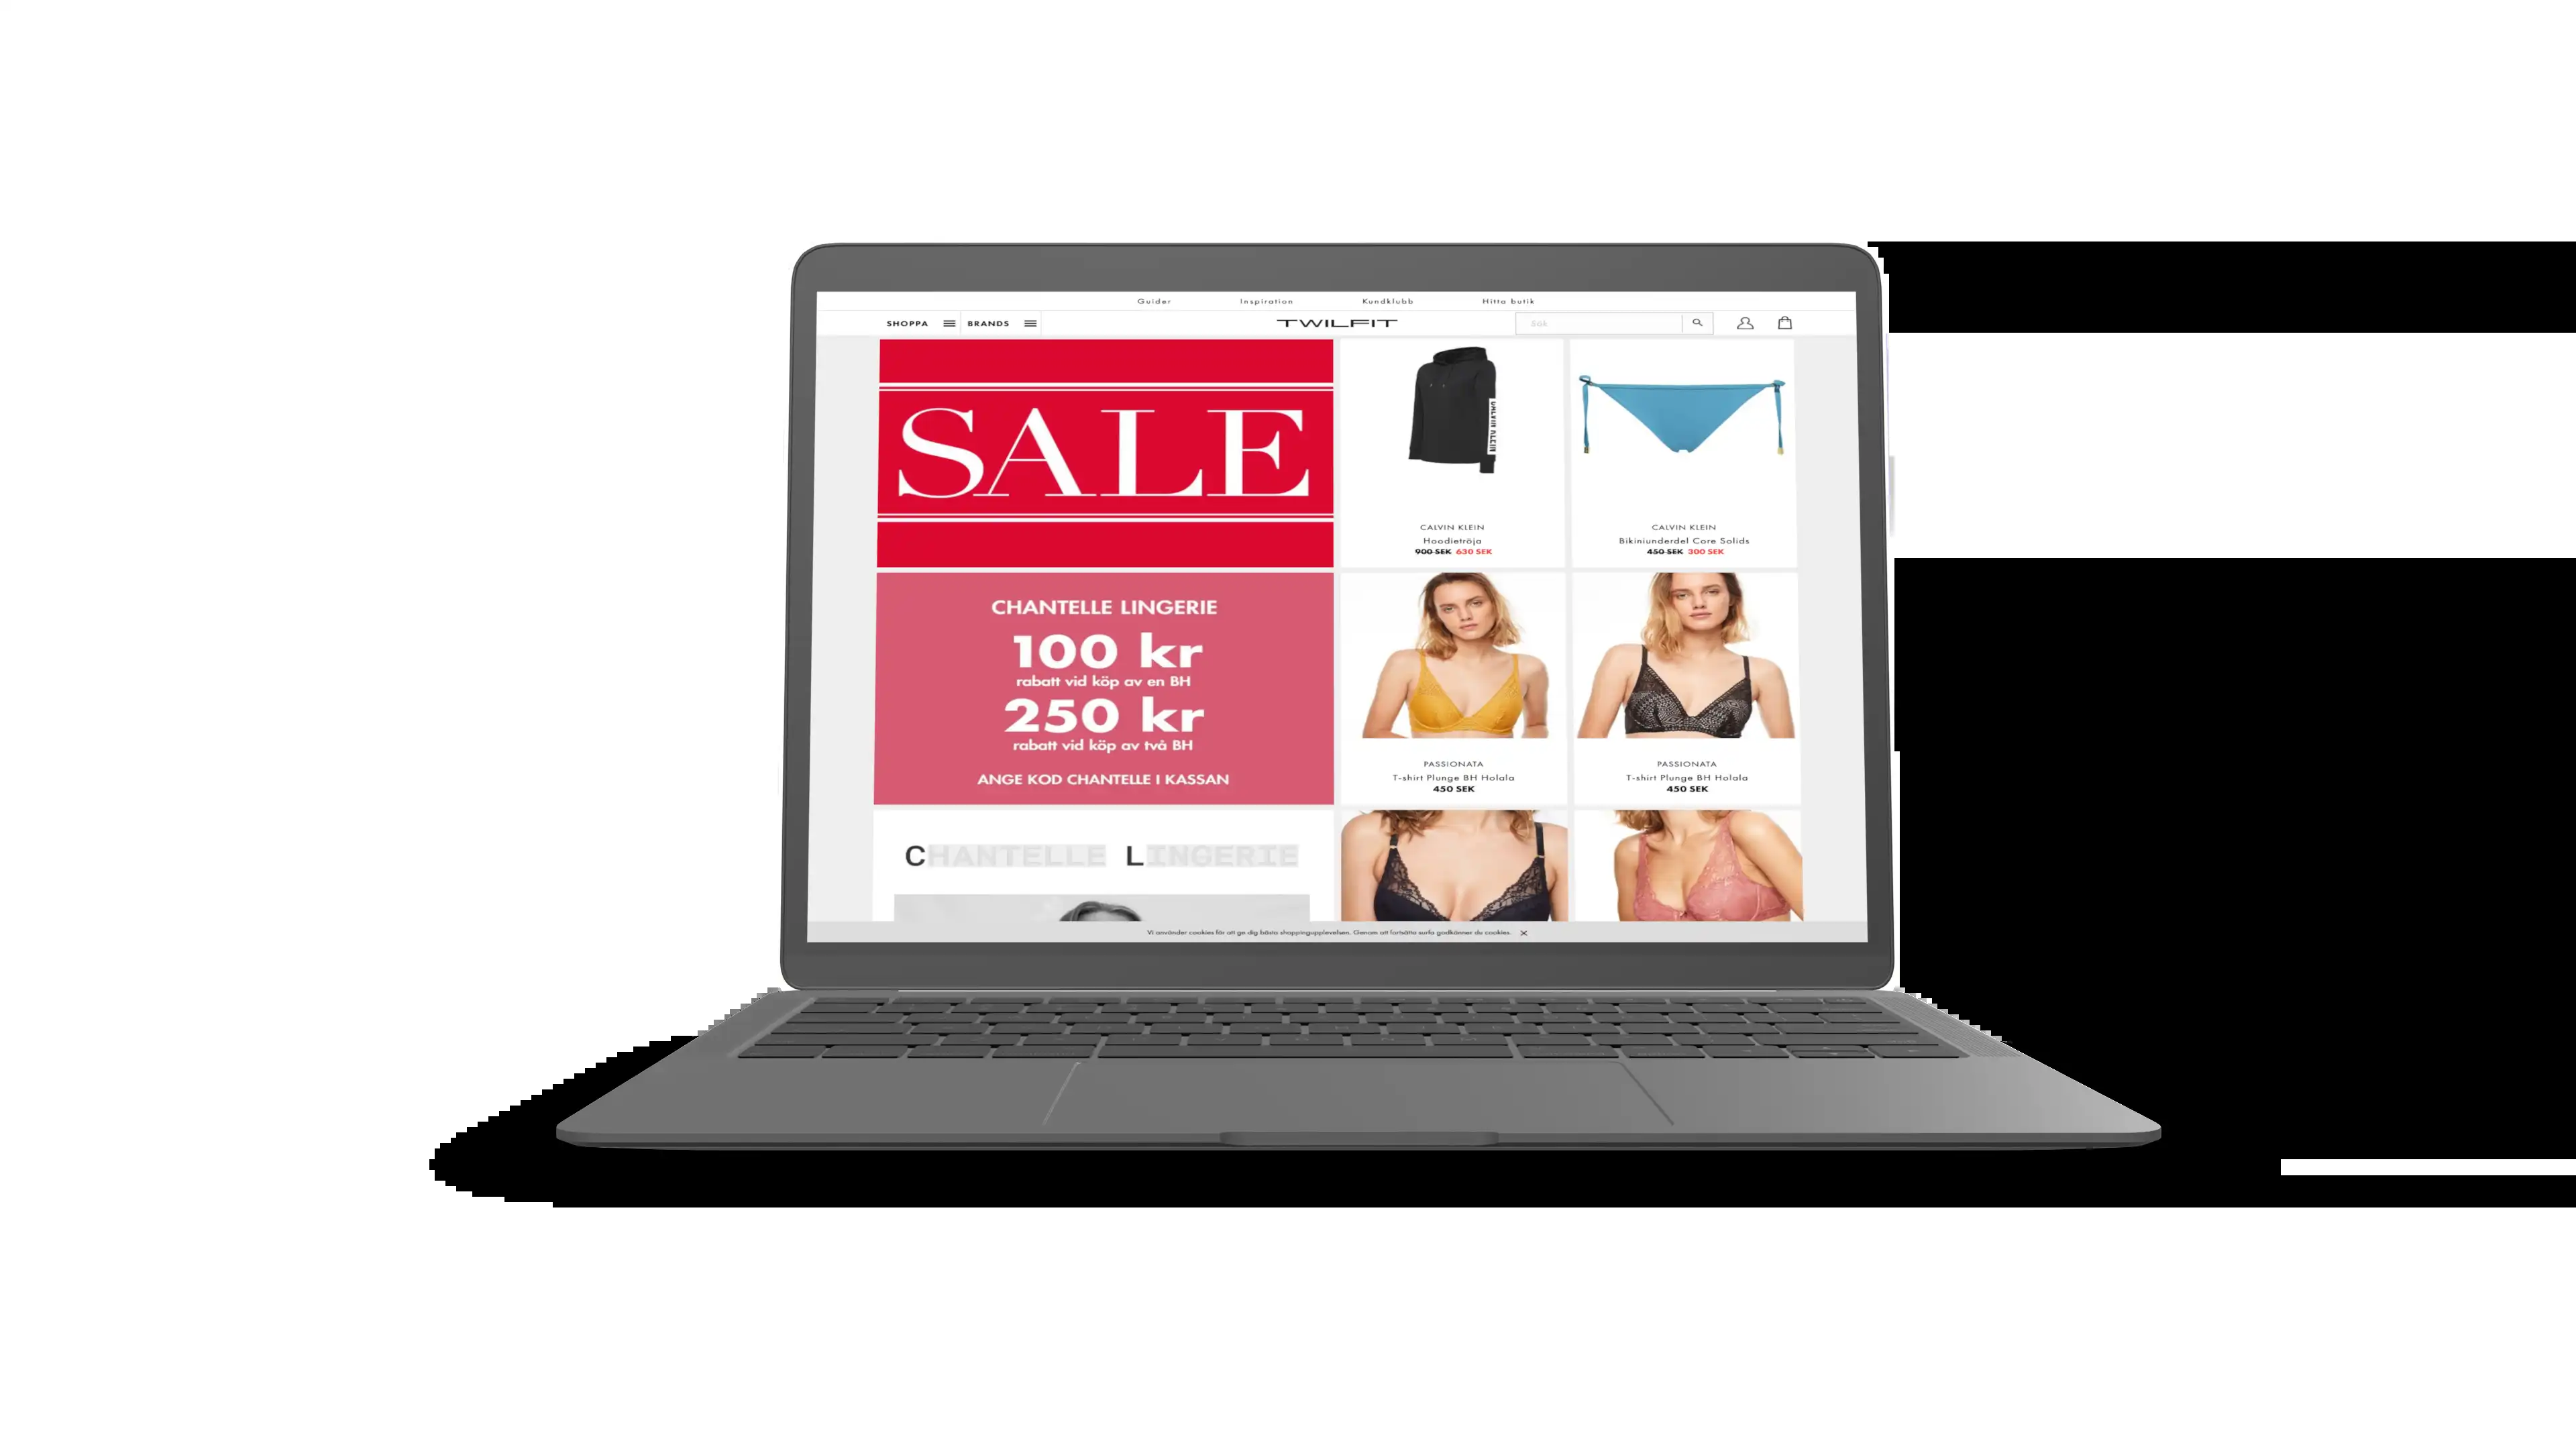 Guider Inspiration Kundklubb Hitta butik
SHOPPA BRANDS TWILFIT Sök
SALE
CALVIN KLEIN
CALVIN KLEIN
Hoodietröja
900 SEK 630 SEK
CALVIN KLEIN
Bikiniunderdel Core Solids
450 SEK 300 SEK
CHANTELLE LINGERIE
100 kr
rabatt vid köp av en BH
250 kr
rabatt vid köp av två BH
ANGE KOD CHANTELLE I KASSAN
PASSIONATA
T-shirt Plunge BH Holala
450 SEK
PASSIONATA
T-shirt Plunge BH Holala
450 SEK
CHANTELLE LINGERIE
Vi använder cookies för att ge dig bästa shoppingupplevelsen. Genom att fortsätta surfa godkänner du cookies.